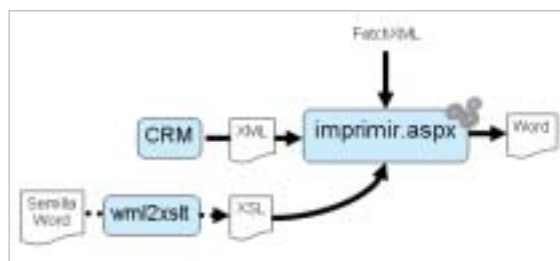 FetchXML
CRM
XML
imprimir.aspx
Word
Semilla
Word
wml2xslt
XSL